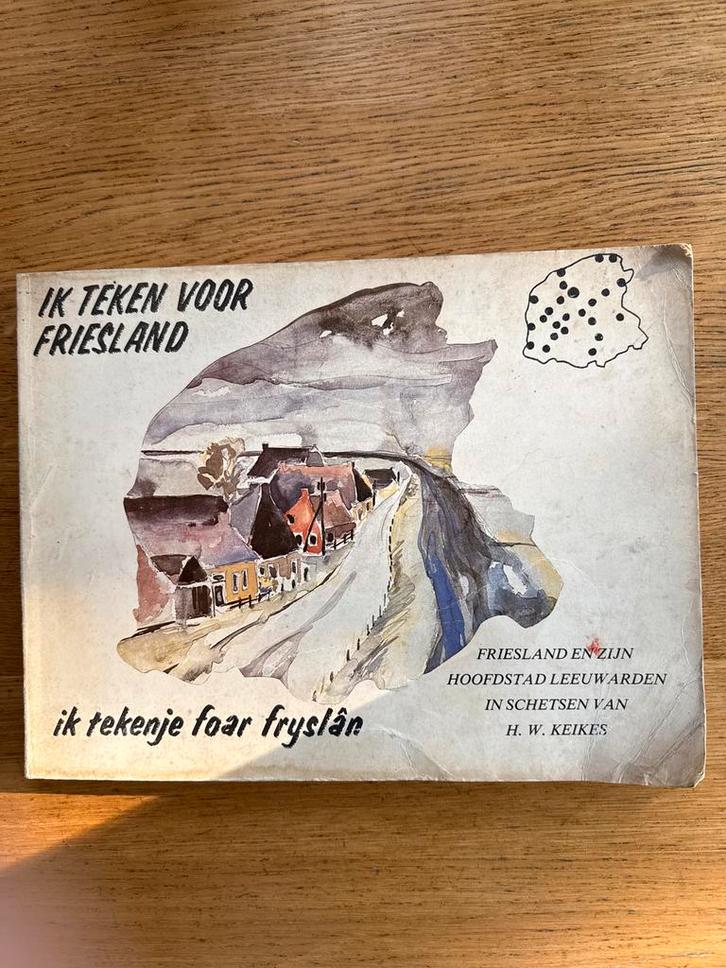 IK TEKEN VOOR
FRIESLAND
ik tekenje foar fryslân
FRIESLAND EN ZIJN
HOOFDSTAD LEEUWARDEN
IN SCHETSEN VAN
H. W. KEIKES